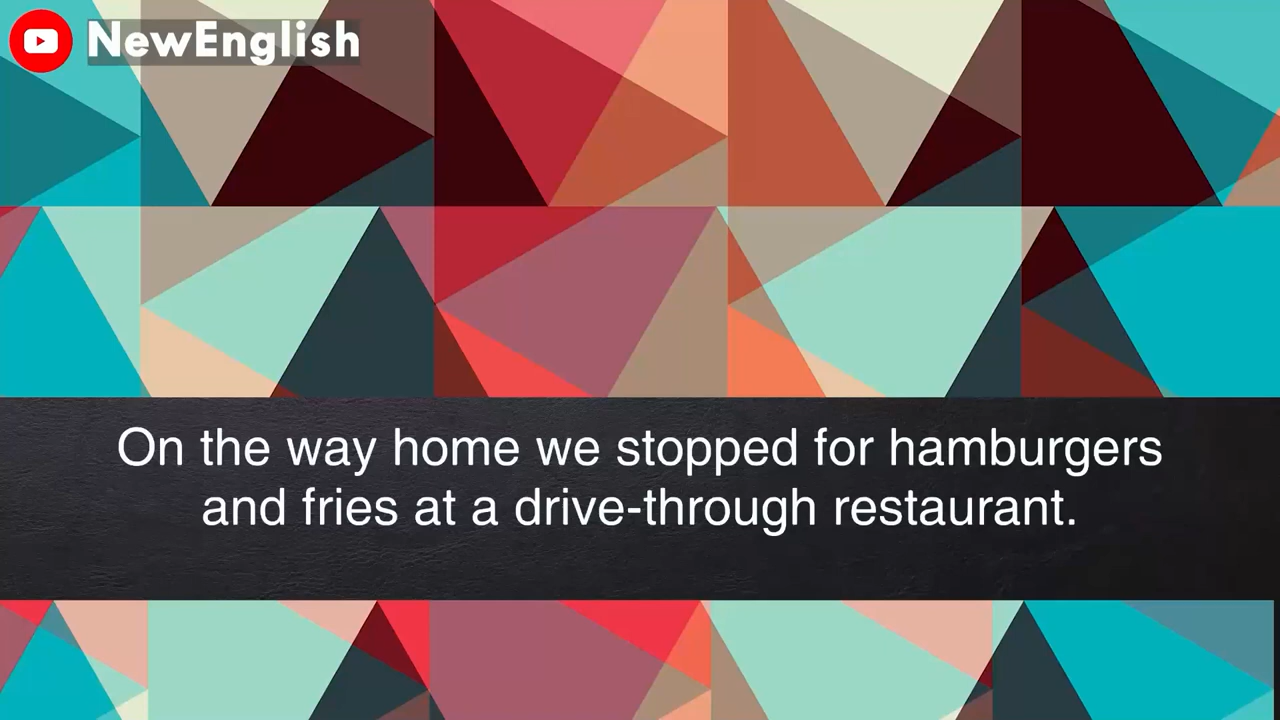 NewEnglish
On the way home we stopped for hamburgers
and fries at a drive-through restaurant.